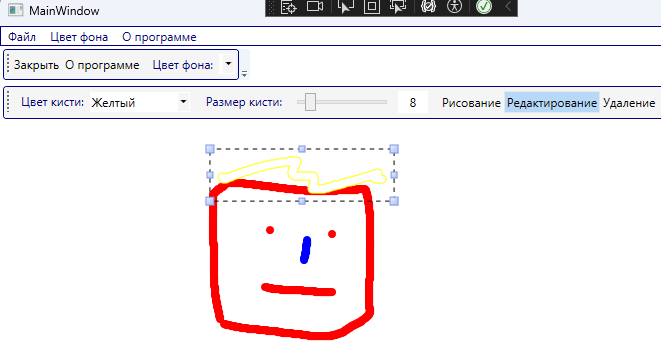 MainWindow
Файл Цвет фона О программе
Закрыть О программе Цвет фона:
Цвет кисти: Желтый Размер кисти: 8 Рисование Редактирование Удаление